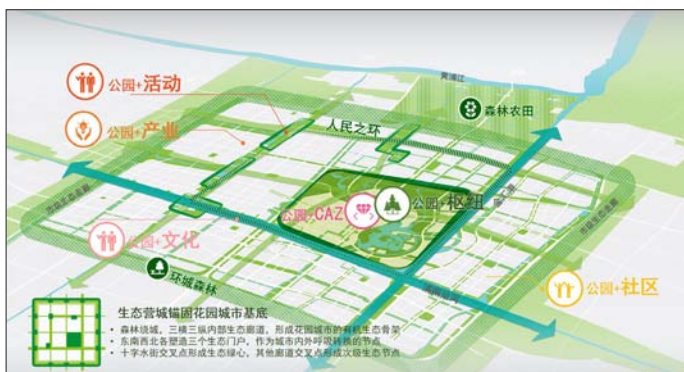 黄浦江
公园+活动
森林农田
公园+产业
人民之环
公园+枢纽
公园+CAZ
公园+文化
环城森林
公园+社区
生态营城锚固花园城市基底
• 森林绕城，三横三纵内部生态廊道，形成花园城市的有机生态骨架
• 东南西北各塑造三个生态门户，作为城市内外呼吸转换的节点
• 十字水街交叉点形成生态绿心，其他廊道交叉点形成次级生态节点